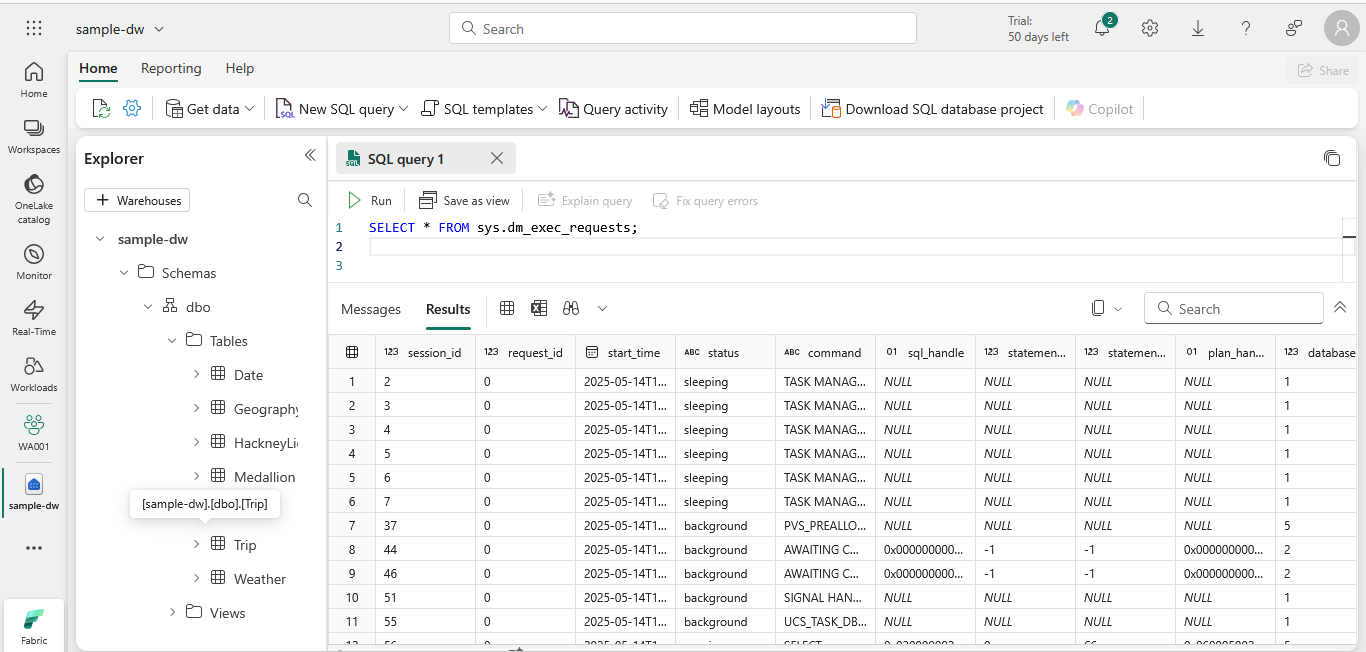 sample-dw
Search
Trial:
50 days left
2
Home
Reporting
Help
Share
Get data
New SQL query
SQL templates
Query activity
Model layouts
Download SQL database project
Copilot
Home
Workspaces
OneLake
catalog
Monitor
Real-Time
Workloads
WA001
sample-dw
Fabric
Explorer
Warehouses
sample-dw
Schemas
dbo
Tables
Date
Geography
HackneyLi
Medallion
[sample-dw].[dbo].[Trip]
Trip
Weather
Views
SQL query 1
Run
Save as view
Explain query
Fix query errors
1 SELECT * FROM sys.dm_exec_requests;
2
3
Messages
Results
Search
123 session_id 123 request_id start_time ABC status ABC command 01 sql_handle 123 statemen... 123 statemen... 01 plan_han... 123 database
1 2 0 2025-05-14T1... sleeping TASK MANAG... NULL NULL NULL NULL 1
2 3 0 2025-05-14T1... sleeping TASK MANAG... NULL NULL NULL NULL 1
3 4 0 2025-05-14T1... sleeping TASK MANAG... NULL NULL NULL NULL 1
4 5 0 2025-05-14T1... sleeping TASK MANAG... NULL NULL NULL NULL 1
5 6 0 2025-05-14T1... sleeping TASK MANAG... NULL NULL NULL NULL 1
6 7 0 2025-05-14T1... sleeping TASK MANAG... NULL NULL NULL NULL 1
7 37 0 2025-05-14T1... background PVS_PREALLO... NULL NULL NULL NULL 5
8 44 0 2025-05-14T1... background AWAITING C... 0x000000000... -1 -1 0x000000000... 2
9 46 0 2025-05-14T1... background AWAITING C... 0x000000000... -1 -1 0x000000000... 2
10 51 0 2025-05-14T1... background SIGNAL HAN... NULL NULL NULL NULL 1
11 55 0 2025-05-14T1... background UCS_TASK_DB... NULL NULL NULL NULL 1